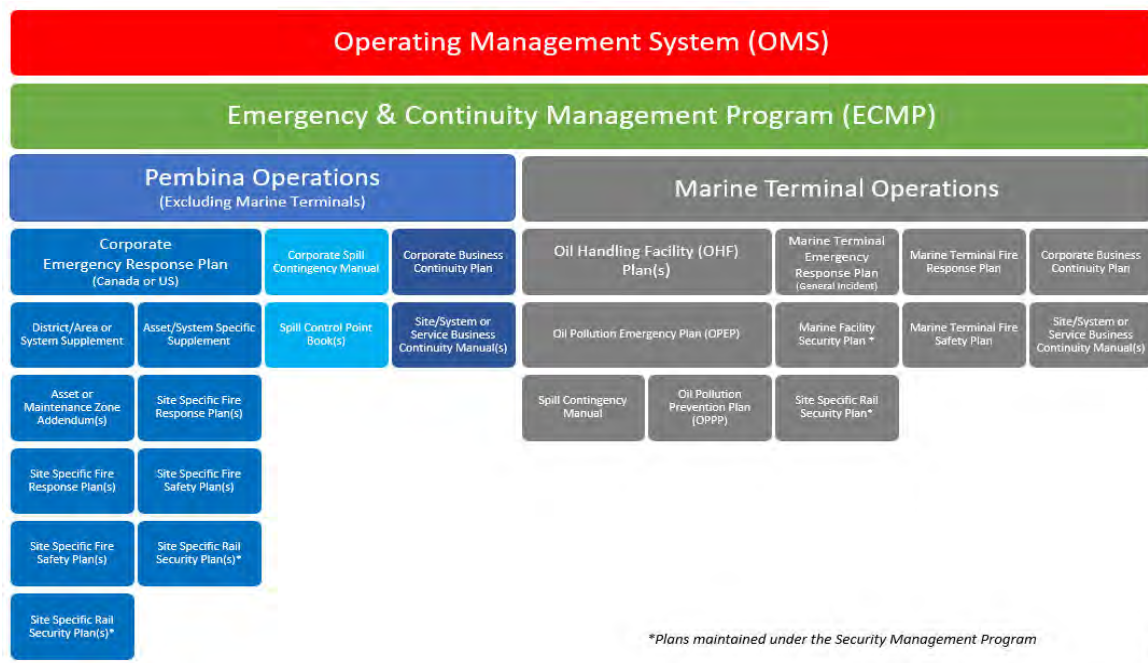 Operating Management System (OMS)
Emergency & Continuity Management Program (ECMP)
Pembina Operations
(Excluding Marine Terminals)
Marine Terminal Operations
Corporate
Emergency Response Plan
(Canada or US)
Corporate Spill
Contingency Manual
Corporate Business
Continuity Plan
Oil Handling Facility (OHF)
Plan(s)
Marine Terminal
Emergency
Response Plan
(General Incident)
Marine Terminal Fire
Response Plan
Corporate Business
Continuity Plan
District/Area or
System Supplement
Asset/System Specific
Supplement
Spill Control Point
Book(s)
Site/System or
Service Business
Continuity Manual(s)
Oil Pollution Emergency Plan (OPEP)
Marine Facility
Security Plan *
Marine Terminal Fire
Safety Plan
Site/System or
Service Business
Continuity Manual(s)
Asset or
Maintenance Zone
Addendum(s)
Site Specific Fire
Response Plan(s)
Spill Contingency
Manual
Oil Pollution
Prevention Plan
(OPPP)
Site Specific Rail
Security Plan*
Site Specific Fire
Response Plan(s)
Site Specific Fire
Safety Plan(s)
Site Specific Fire
Safety Plan(s)
Site Specific Rail
Security Plan(s)*
Site Specific Rail
Security Plan(s)*
*Plans maintained under the Security Management Program